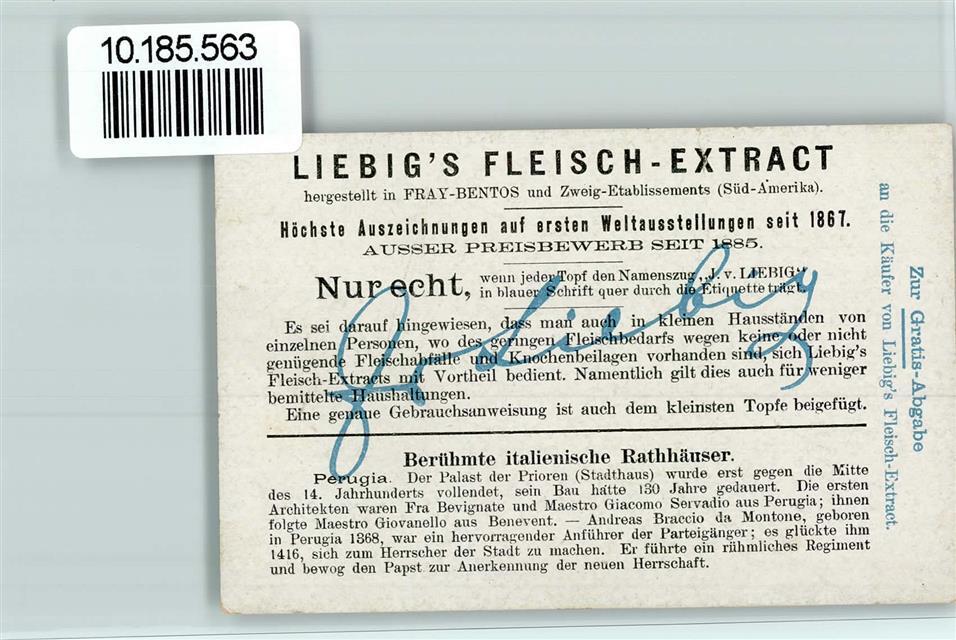 10.185.563
LIEBIG'S FLEISCH-EXTRACT
hergestellt in FRAY-BENTOS und Zweig-Etablissements (Süd-Amerika).
Höchste Auszeichnungen auf ersten Weltausstellungen seit 1867.
AUSSER PREISBEWERB SEIT 1885.
Nur echt, wenn jeder Topf den Namenszug „J. v. LIEBIG“
in blauer Schrift quer durch die Etiquette trägt.
J v Liebig
Es sei darauf hingewiesen, dass man auch in kleinen Hausständen von
einzelnen Personen, wo des geringen Fleischbedarfs wegen keine oder nicht
genügende Fleischabfälle und Knochenbeilagen vorhanden sind, sich Liebig's
Fleisch-Extracts mit Vortheil bedient. Namentlich gilt dies auch für weniger
bemittelte Haushaltungen.
Eine genaue Gebrauchsanweisung ist auch dem kleinsten Topfe beigefügt.
Berühmte italienische Rathhäuser.
Perugia. Der Palast der Prioren (Stadthaus) wurde erst gegen die Mitte
des 14. Jahrhunderts vollendet, sein Bau hatte 130 Jahre gedauert. Die ersten
Architekten waren Fra Bevignate und Maestro Giacomo Servadio aus Perugia; ihnen
folgte Maestro Giovanello aus Benevent. — Andreas Braccio da Montone, geboren
in Perugia 1368, war ein hervorragender Anführer der Parteigänger; es glückte ihm
1416, sich zum Herrscher der Stadt zu machen. Er führte ein rühmliches Regiment
und bewog den Papst zur Anerkennung der neuen Herrschaft.
Zur Gratis-Abgabe
an die Käufer von Liebig's Fleisch-Extract.